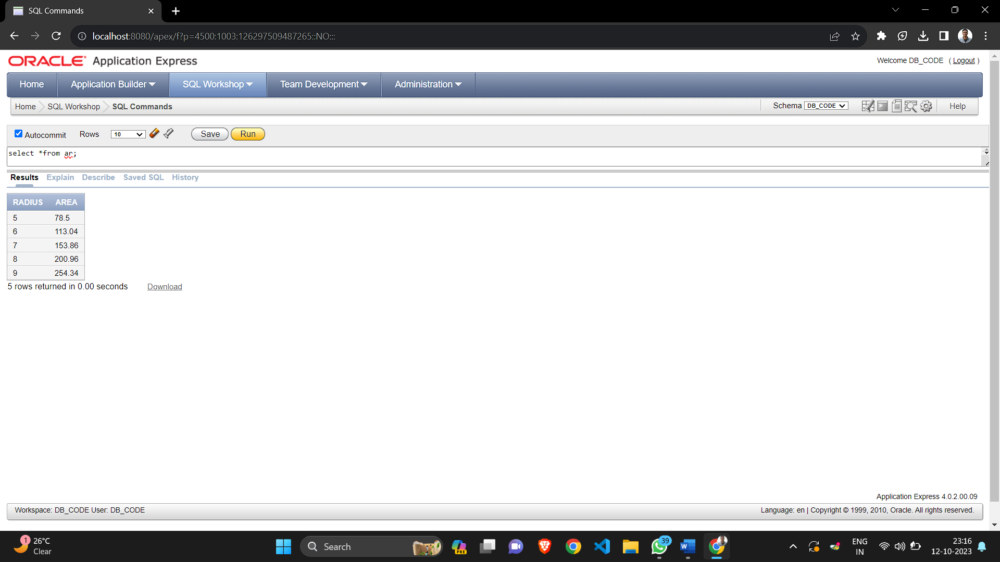 SQL Commands
localhost:8080/apex/f?p=4500:1003:126297509487265::NO:::
ORACLE Application Express
Welcome DB_CODE ( Logout )
Home Application Builder SQL Workshop Team Development Administration
Home SQL Workshop SQL Commands
Schema DB_CODE Help
Autocommit Rows 10 Save Run
select *from ar;
Results Explain Describe Saved SQL History
RADIUS AREA
5 78.5
6 113.04
7 153.86
8 200.96
9 254.34
5 rows returned in 0.00 seconds Download
Application Express 4.0.2.00.09
Workspace: DB_CODE User: DB_CODE
Language: en | Copyright © 1999, 2010, Oracle. All rights reserved.
1
26°C
Clear
Search
PRE
39
W
ENG
IN
23:16
12-10-2023